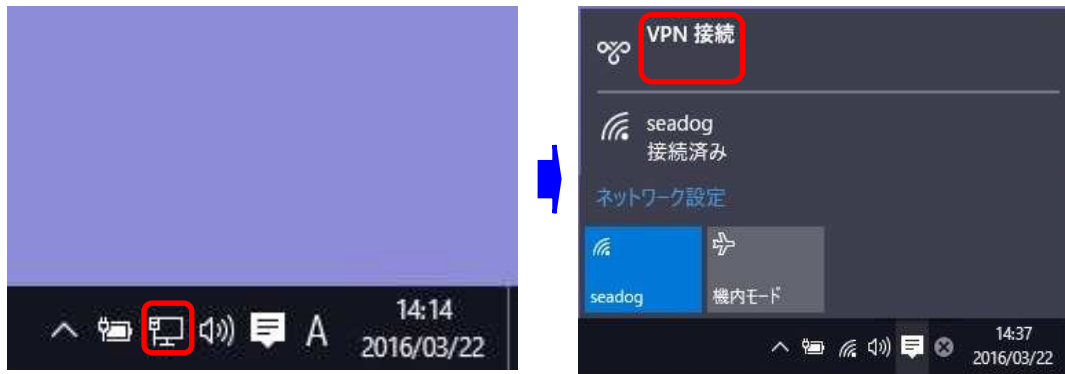 A
14:14
2016/03/22
VPN 接続
seadog
接続済み
ネットワーク設定
seadog
機内モード
14:37
2016/03/22